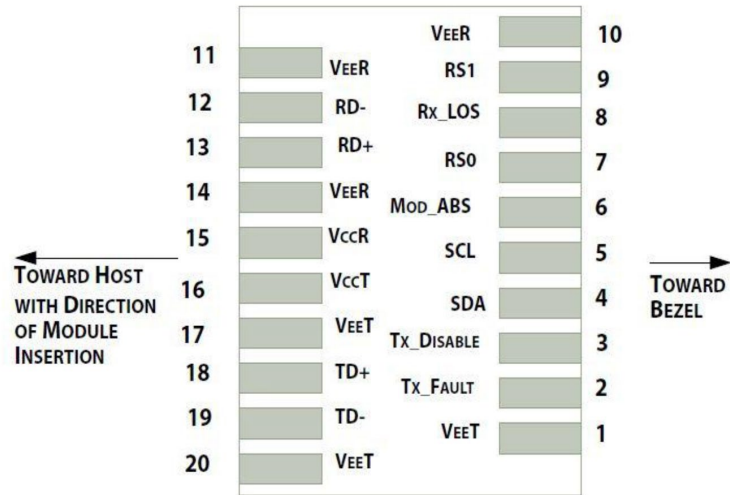 11 VEER
12 RD-
13 RD+
14 VEER
15 VCCR
16 VCCT
17 VEET
18 TD+
19 TD-
20 VEET
VEER 10
RS1 9
RX_LOS 8
RS0 7
MOD_ABS 6
SCL 5
SDA 4
TX_DISABLE 3
TX_FAULT 2
VEET 1
TOWARD HOST
WITH DIRECTION
OF MODULE
INSERTION
TOWARD
BEZEL